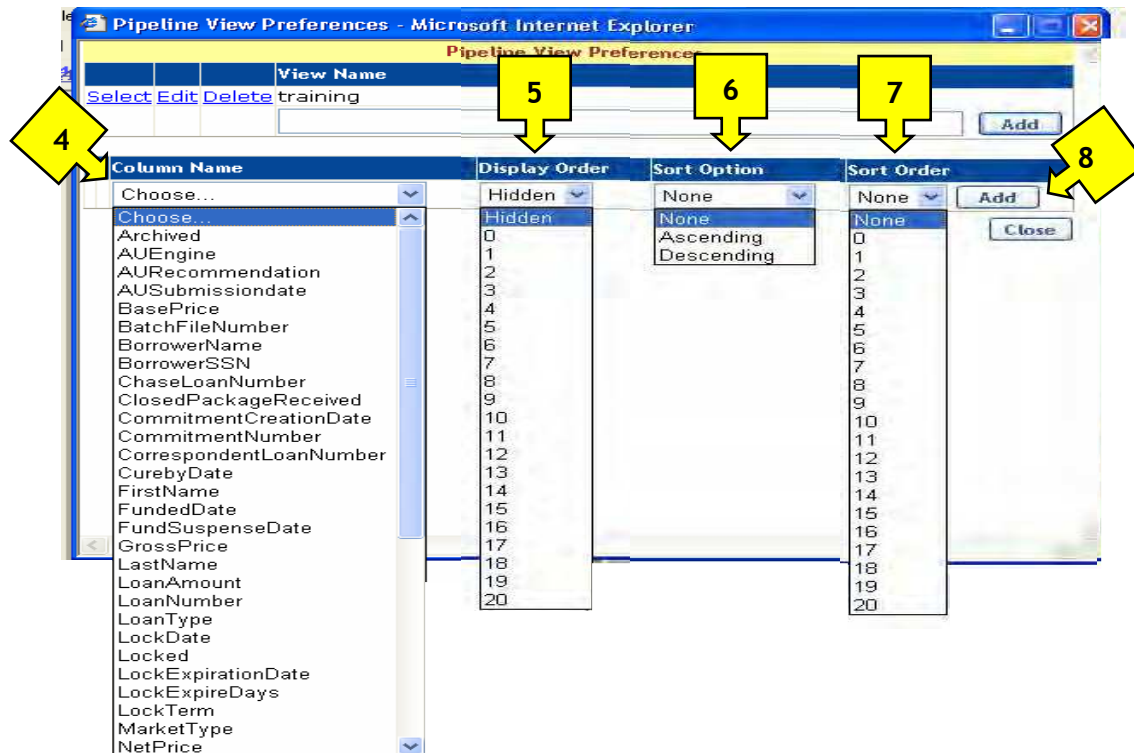 Pipeline View Preferences - Microsoft Internet Explorer
Pipeline View Preferences
View Name
Select Edit Delete training
Add
4
5
6
7
8
Column Name Display Order Sort Option Sort Order
Choose... Hidden None None Add
Close
Choose... Hidden None None
Archived 0 Ascending 0
AUEngine 1 Descending 1
AURecommendation 2 2
AUSubmissiondate 3 3
BasePrice 4 4
BatchFileNumber 5 5
BorrowerName 6 6
BorrowerSSN 7 7
ChaseLoanNumber 8 8
ClosedPackageReceived 9 9
CommitmentCreationDate 10 10
CommitmentNumber 11 11
CorrespondentLoanNumber 12 12
CurebyDate 13 13
FirstName 14 14
FundedDate 15 15
FundSuspenseDate 16 16
GrossPrice 17 17
LastName 18 18
LoanAmount 19 19
LoanNumber 20 20
LoanType
LockDate
Locked
LockExpirationDate
LockExpireDays
LockTerm
MarketType
NetPrice